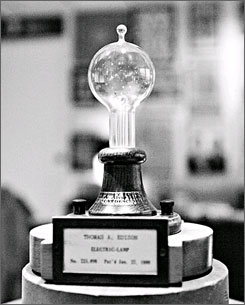 THOMAS A. EDISON
ELECTRIC-LAMP
No. 223,898 Pat'd Jan. 27, 1880